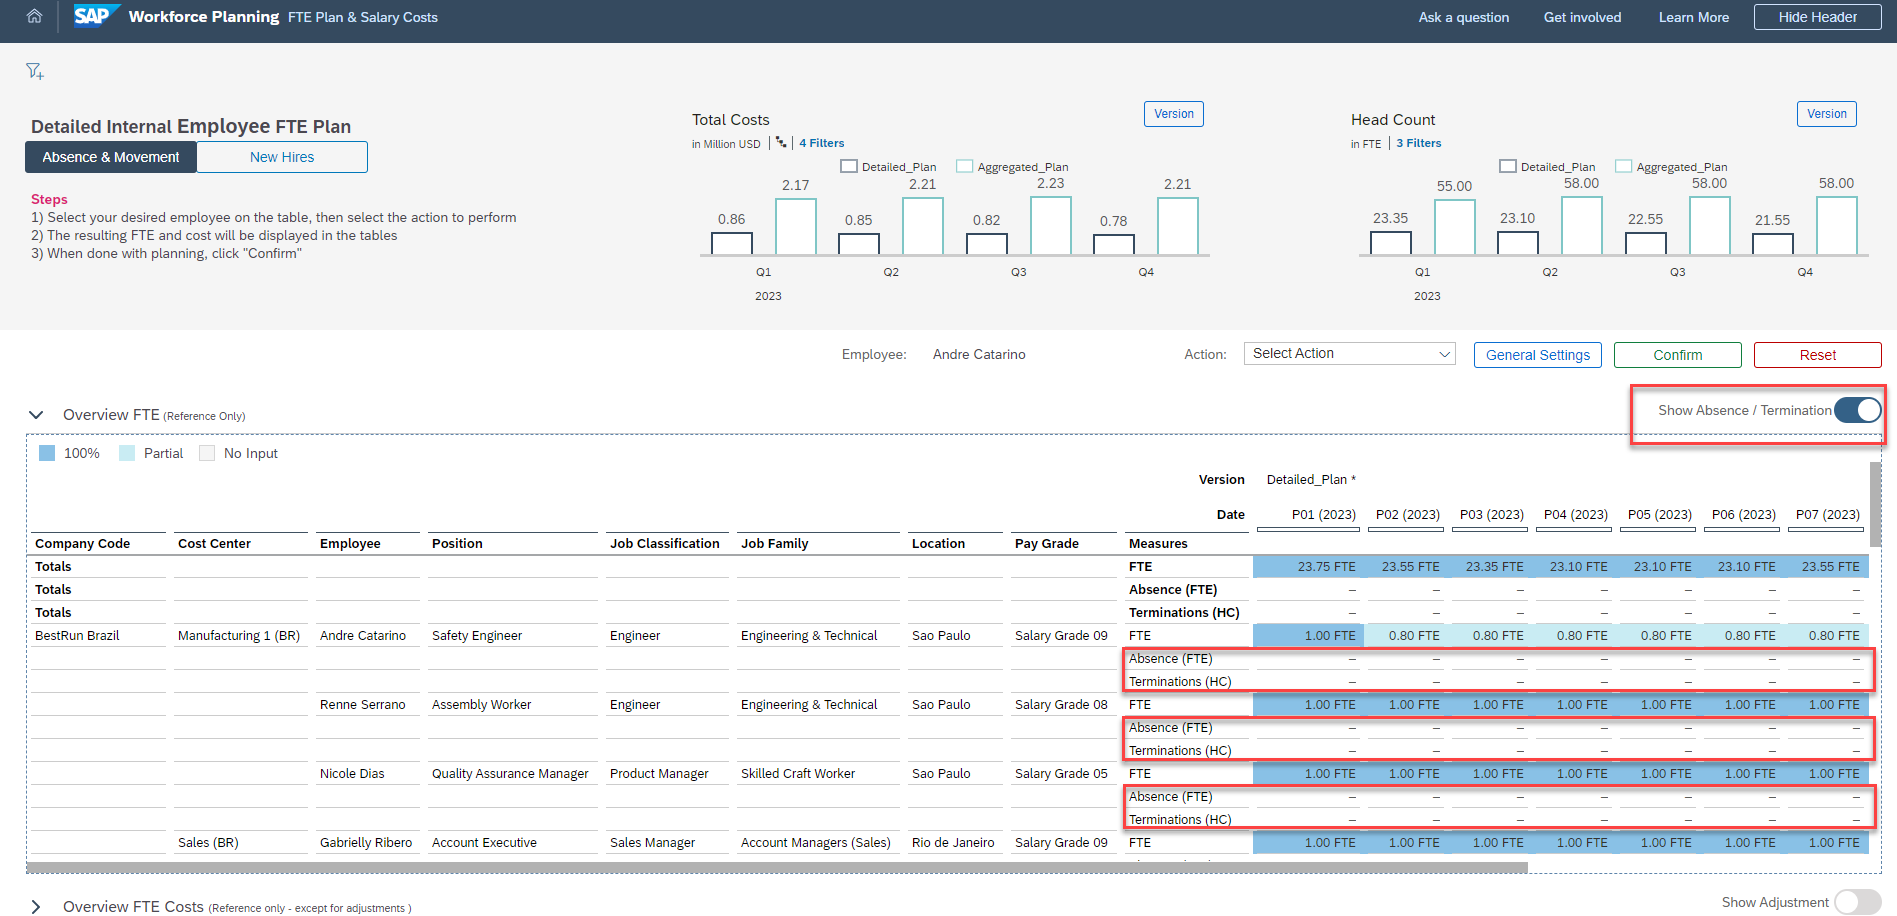 SAP Workforce Planning FTE Plan & Salary Costs Ask a question Get involved Learn More Hide Header
Detailed Internal Employee FTE Plan
Absence & Movement New Hires
Steps
1) Select your desired employee on the table, then select the action to perform
2) The resulting FTE and cost will be displayed in the tables
3) When done with planning, click "Confirm"
Total Costs Version
in Million USD 4 Filters
Detailed_Plan Aggregated_Plan
2.17 2.21 2.23 2.21
0.86 0.85 0.82 0.78
Q1 Q2 Q3 Q4
2023
Head Count Version
in FTE 3 Filters
Detailed_Plan Aggregated_Plan
55.00 58.00 58.00 58.00
23.35 23.10 22.55 21.55
Q1 Q2 Q3 Q4
2023
Employee: Andre Catarino Action: Select Action General Settings Confirm Reset
Overview FTE (Reference Only) Show Absence / Termination
100% Partial No Input
Version Detailed_Plan *
Date P01 (2023) P02 (2023) P03 (2023) P04 (2023) P05 (2023) P06 (2023) P07 (2023)
Company Code Cost Center Employee Position Job Classification Job Family Location Pay Grade Measures
Totals FTE 23.75 FTE 23.55 FTE 23.35 FTE 23.10 FTE 23.10 FTE 23.10 FTE 23.55 FTE
Totals Absence (FTE) – – – – – – –
Totals Terminations (HC) – – – – – – –
BestRun Brazil Manufacturing 1 (BR) Andre Catarino Safety Engineer Engineer Engineering & Technical Sao Paulo Salary Grade 09 FTE 1.00 FTE 0.80 FTE 0.80 FTE 0.80 FTE 0.80 FTE 0.80 FTE 0.80 FTE
Absence (FTE) – – – – – – –
Terminations (HC) – – – – – – –
Renne Serrano Assembly Worker Engineer Engineering & Technical Sao Paulo Salary Grade 08 FTE 1.00 FTE 1.00 FTE 1.00 FTE 1.00 FTE 1.00 FTE 1.00 FTE 1.00 FTE
Absence (FTE) – – – – – – –
Terminations (HC) – – – – – – –
Nicole Dias Quality Assurance Manager Product Manager Skilled Craft Worker Sao Paulo Salary Grade 05 FTE 1.00 FTE 1.00 FTE 1.00 FTE 1.00 FTE 1.00 FTE 1.00 FTE 1.00 FTE
Absence (FTE) – – – – – – –
Terminations (HC) – – – – – – –
Sales (BR) Gabrielly Ribero Account Executive Sales Manager Account Managers (Sales) Rio de Janeiro Salary Grade 09 FTE 1.00 FTE 1.00 FTE 1.00 FTE 1.00 FTE 1.00 FTE 1.00 FTE 1.00 FTE
Overview FTE Costs (Reference only - except for adjustments ) Show Adjustment